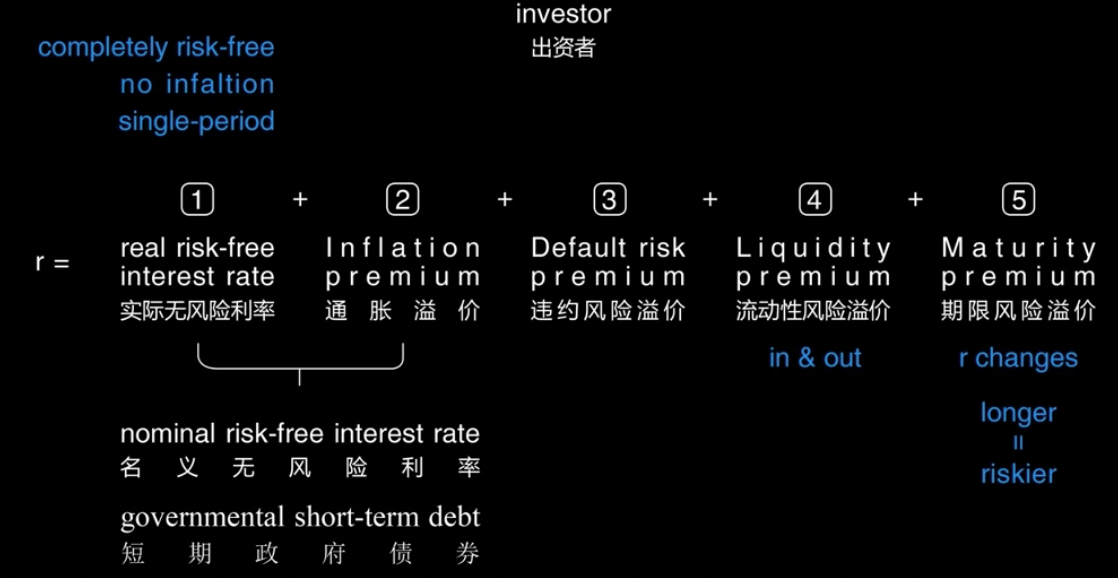 investor
出资者
completely risk-free
no infaltion
single-period
1 + 2 + 3 + 4 + 5
r =
real risk-free
interest rate
实际无风险利率
Inflation
premium
通胀溢价
Default risk
premium
违约风险溢价
Liquidity
premium
流动性风险溢价
Maturity
premium
期限风险溢价
in & out
r changes
longer
=
riskier
nominal risk-free interest rate
名义无风险利率
governmental short-term debt
短期政府债券